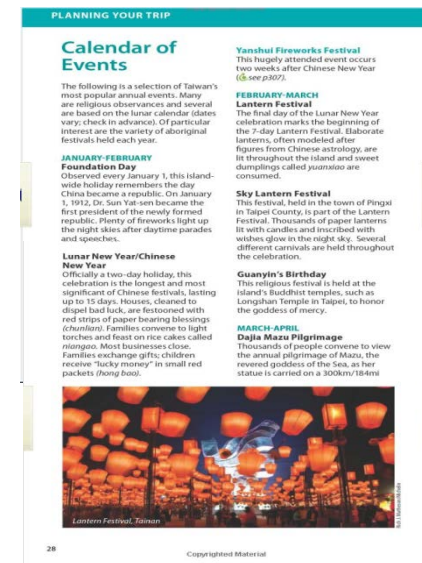 PLANNING YOUR TRIP
Calendar of
Events
The following is a selection of Taiwan's
most popular annual events. Many
are religious observances and several
are based on the lunar calendar (dates
vary; check in advance). Of particular
interest are the variety of aboriginal
festivals held each year.
JANUARY-FEBRUARY
Foundation Day
Observed every January 1, this island-
wide holiday remembers the day
China became a republic. On January
1, 1912, Dr. Sun Yat-sen became the
first president of the newly formed
republic. Plenty of fireworks light up
the night skies after daytime parades
and speeches.
Lunar New Year/Chinese
New Year
Officially a two-day holiday, this
celebration is the longest and most
significant of Chinese festivals, lasting
up to 15 days. Houses, cleaned to
dispel bad luck, are festooned with
red strips of paper bearing blessings
(chunlian). Families convene to light
torches and feast on rice cakes called
niangao. Most businesses close.
Families exchange gifts; children
receive "lucky money" in small red
packets (hong bao).
Yanshui Fireworks Festival
This hugely attended event occurs
two weeks after Chinese New Year
(see p307).
FEBRUARY-MARCH
Lantern Festival
The final day of the Lunar New Year
celebration marks the beginning of
the 7-day Lantern Festival. Elaborate
lanterns, often modeled after
figures from Chinese astrology, are
lit throughout the island and sweet
dumplings called yuanxiao are
consumed.
Sky Lantern Festival
This festival, held in the town of Pingxi
in Taipei County, is part of the Lantern
Festival. Thousands of paper lanterns
lit with candles and inscribed with
wishes glow in the night sky. Several
different carnivals are held throughout
the celebration.
Guanyin's Birthday
This religious festival is held at the
island's Buddhist temples, such as
Longshan Temple in Taipei, to honor
the goddess of mercy.
MARCH-APRIL
Dajia Mazu Pilgrimage
Thousands of people convene to view
the annual pilgrimage of Mazu, the
revered goddess of the Sea, as her
statue is carried on a 300km/184mi
Lantern Festival, Tainan
28
Copyrighted Material